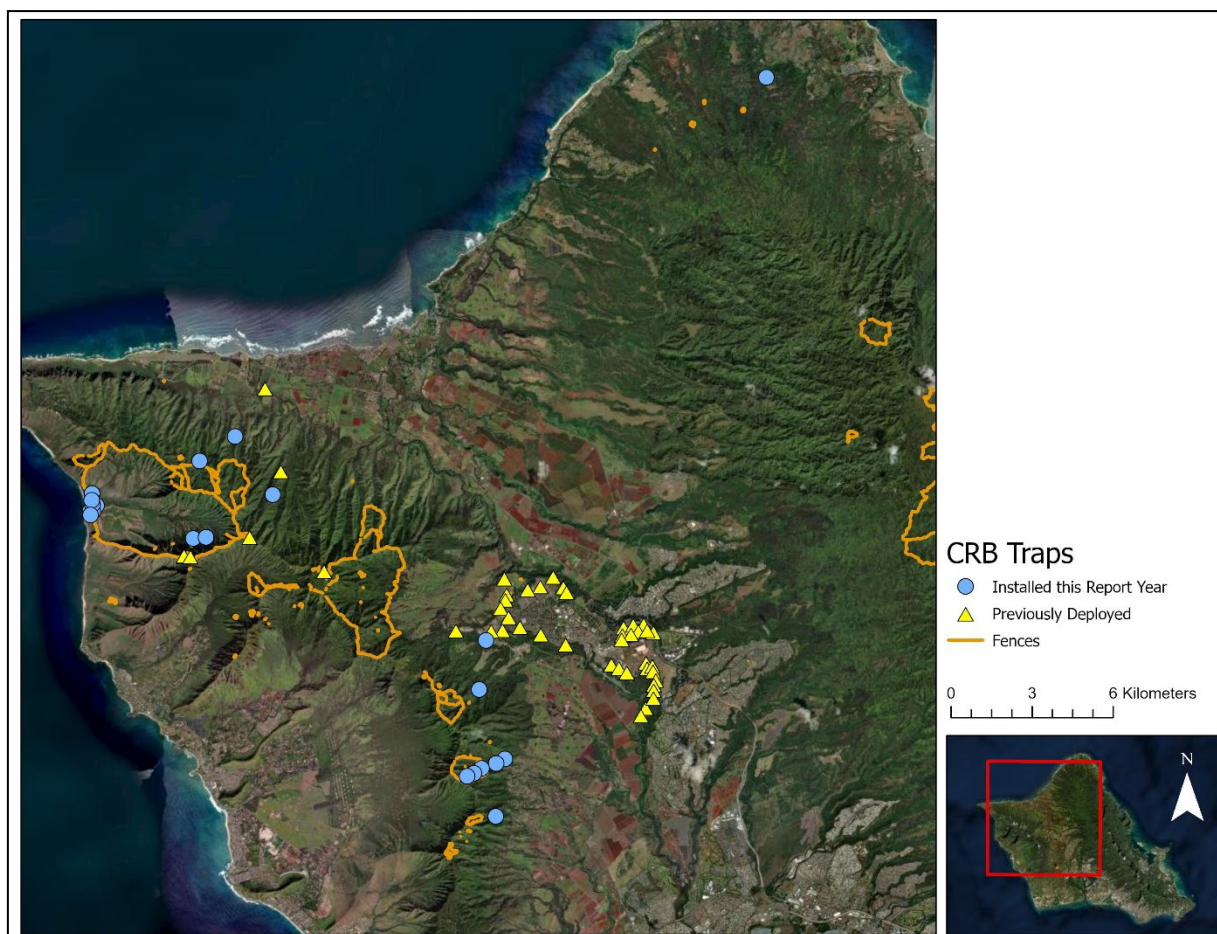 CRB Traps
Installed this Report Year
Previously Deployed
Fences
0 3 6 Kilometers
N